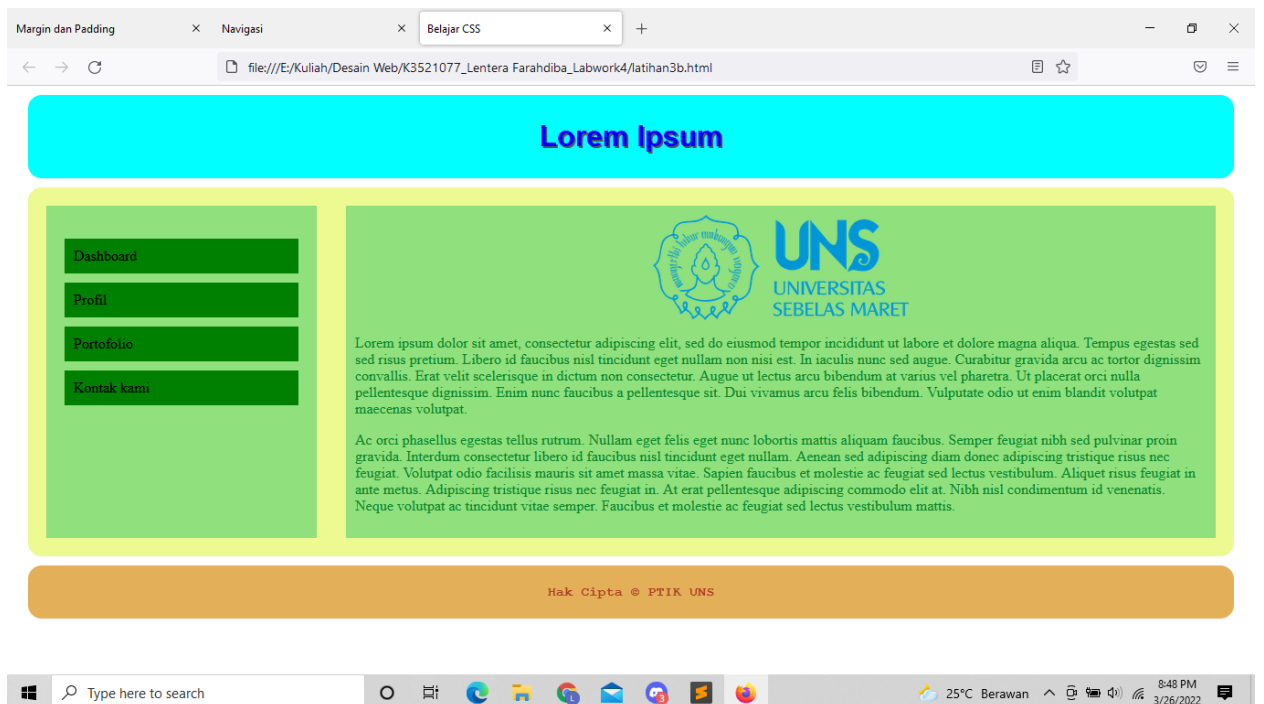 Margin dan Padding
Navigasi
Belajar CSS
file:///E:/Kuliah/Desain Web/K3521077_Lentera Farahdiba_Labwork4/latihan3b.html
Lorem Ipsum
Dashboard
Profil
Portofolio
Kontak kami
UNS
UNIVERSITAS
SEBELAS MARET
Lorem ipsum dolor sit amet, consectetur adipiscing elit, sed do eiusmod tempor incididunt ut labore et dolore magna aliqua. Tempus egestas sed
sed risus pretium. Libero id faucibus nisl tincidunt eget nullam non nisi est. In iaculis nunc sed augue. Curabitur gravida arcu ac tortor dignissim
convallis. Erat velit scelerisque in dictum non consectetur. Augue ut lectus arcu bibendum at varius vel pharetra. Ut placerat orci nulla
pellentesque dignissim. Enim nunc faucibus a pellentesque sit. Dui vivamus arcu felis bibendum. Vulputate odio ut enim blandit volutpat
maecenas volutpat.
Ac orci phasellus egestas tellus rutrum. Nullam eget felis eget nunc lobortis mattis aliquam faucibus. Semper feugiat nibh sed pulvinar proin
gravida. Interdum consectetur libero id faucibus nisl tincidunt eget nullam. Aenean sed adipiscing diam donec adipiscing tristique risus nec
feugiat. Volutpat odio facilisis mauris sit amet massa vitae. Sapien faucibus et molestie ac feugiat sed lectus vestibulum. Aliquet risus feugiat in
ante metus. Adipiscing tristique risus nec feugiat in. At erat pellentesque adipiscing commodo elit at. Nibh nisl condimentum id venenatis.
Neque volutpat ac tincidunt vitae semper. Faucibus et molestie ac feugiat sed lectus vestibulum mattis.
Hak Cipta © PTIK UNS
Type here to search
25°C Berawan
8:48 PM
3/26/2022